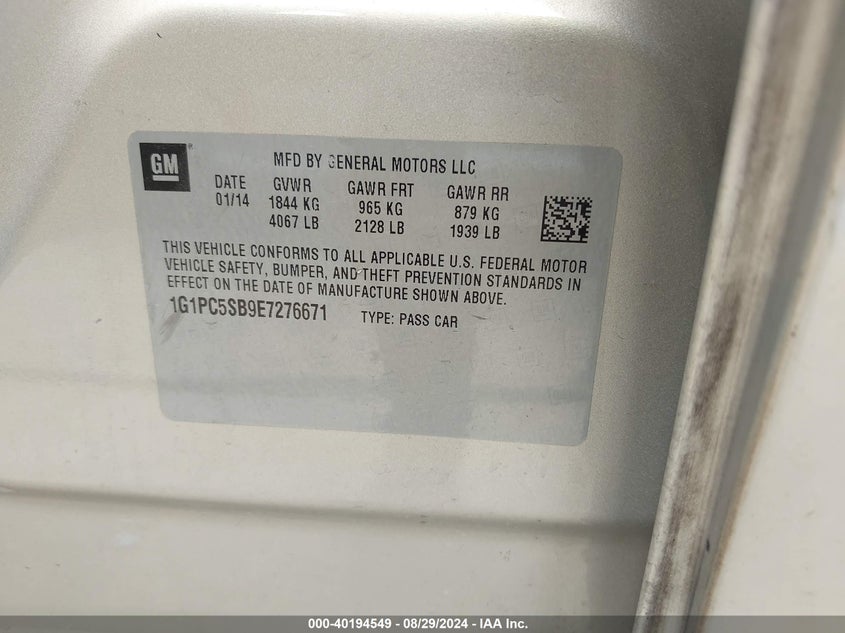 GM
MFD BY GENERAL MOTORS LLC
DATE GVWR GAWR FRT GAWR RR
01/14 1844 KG 965 KG 879 KG
4067 LB 2128 LB 1939 LB
THIS VEHICLE CONFORMS TO ALL APPLICABLE U.S. FEDERAL MOTOR
VEHICLE SAFETY, BUMPER, AND THEFT PREVENTION STANDARDS IN
EFFECT ON THE DATE OF MANUFACTURE SHOWN ABOVE.
1G1PC5SB9E7276671 TYPE: PASS CAR
000-40194549 - 08/29/2024 - IAA Inc.